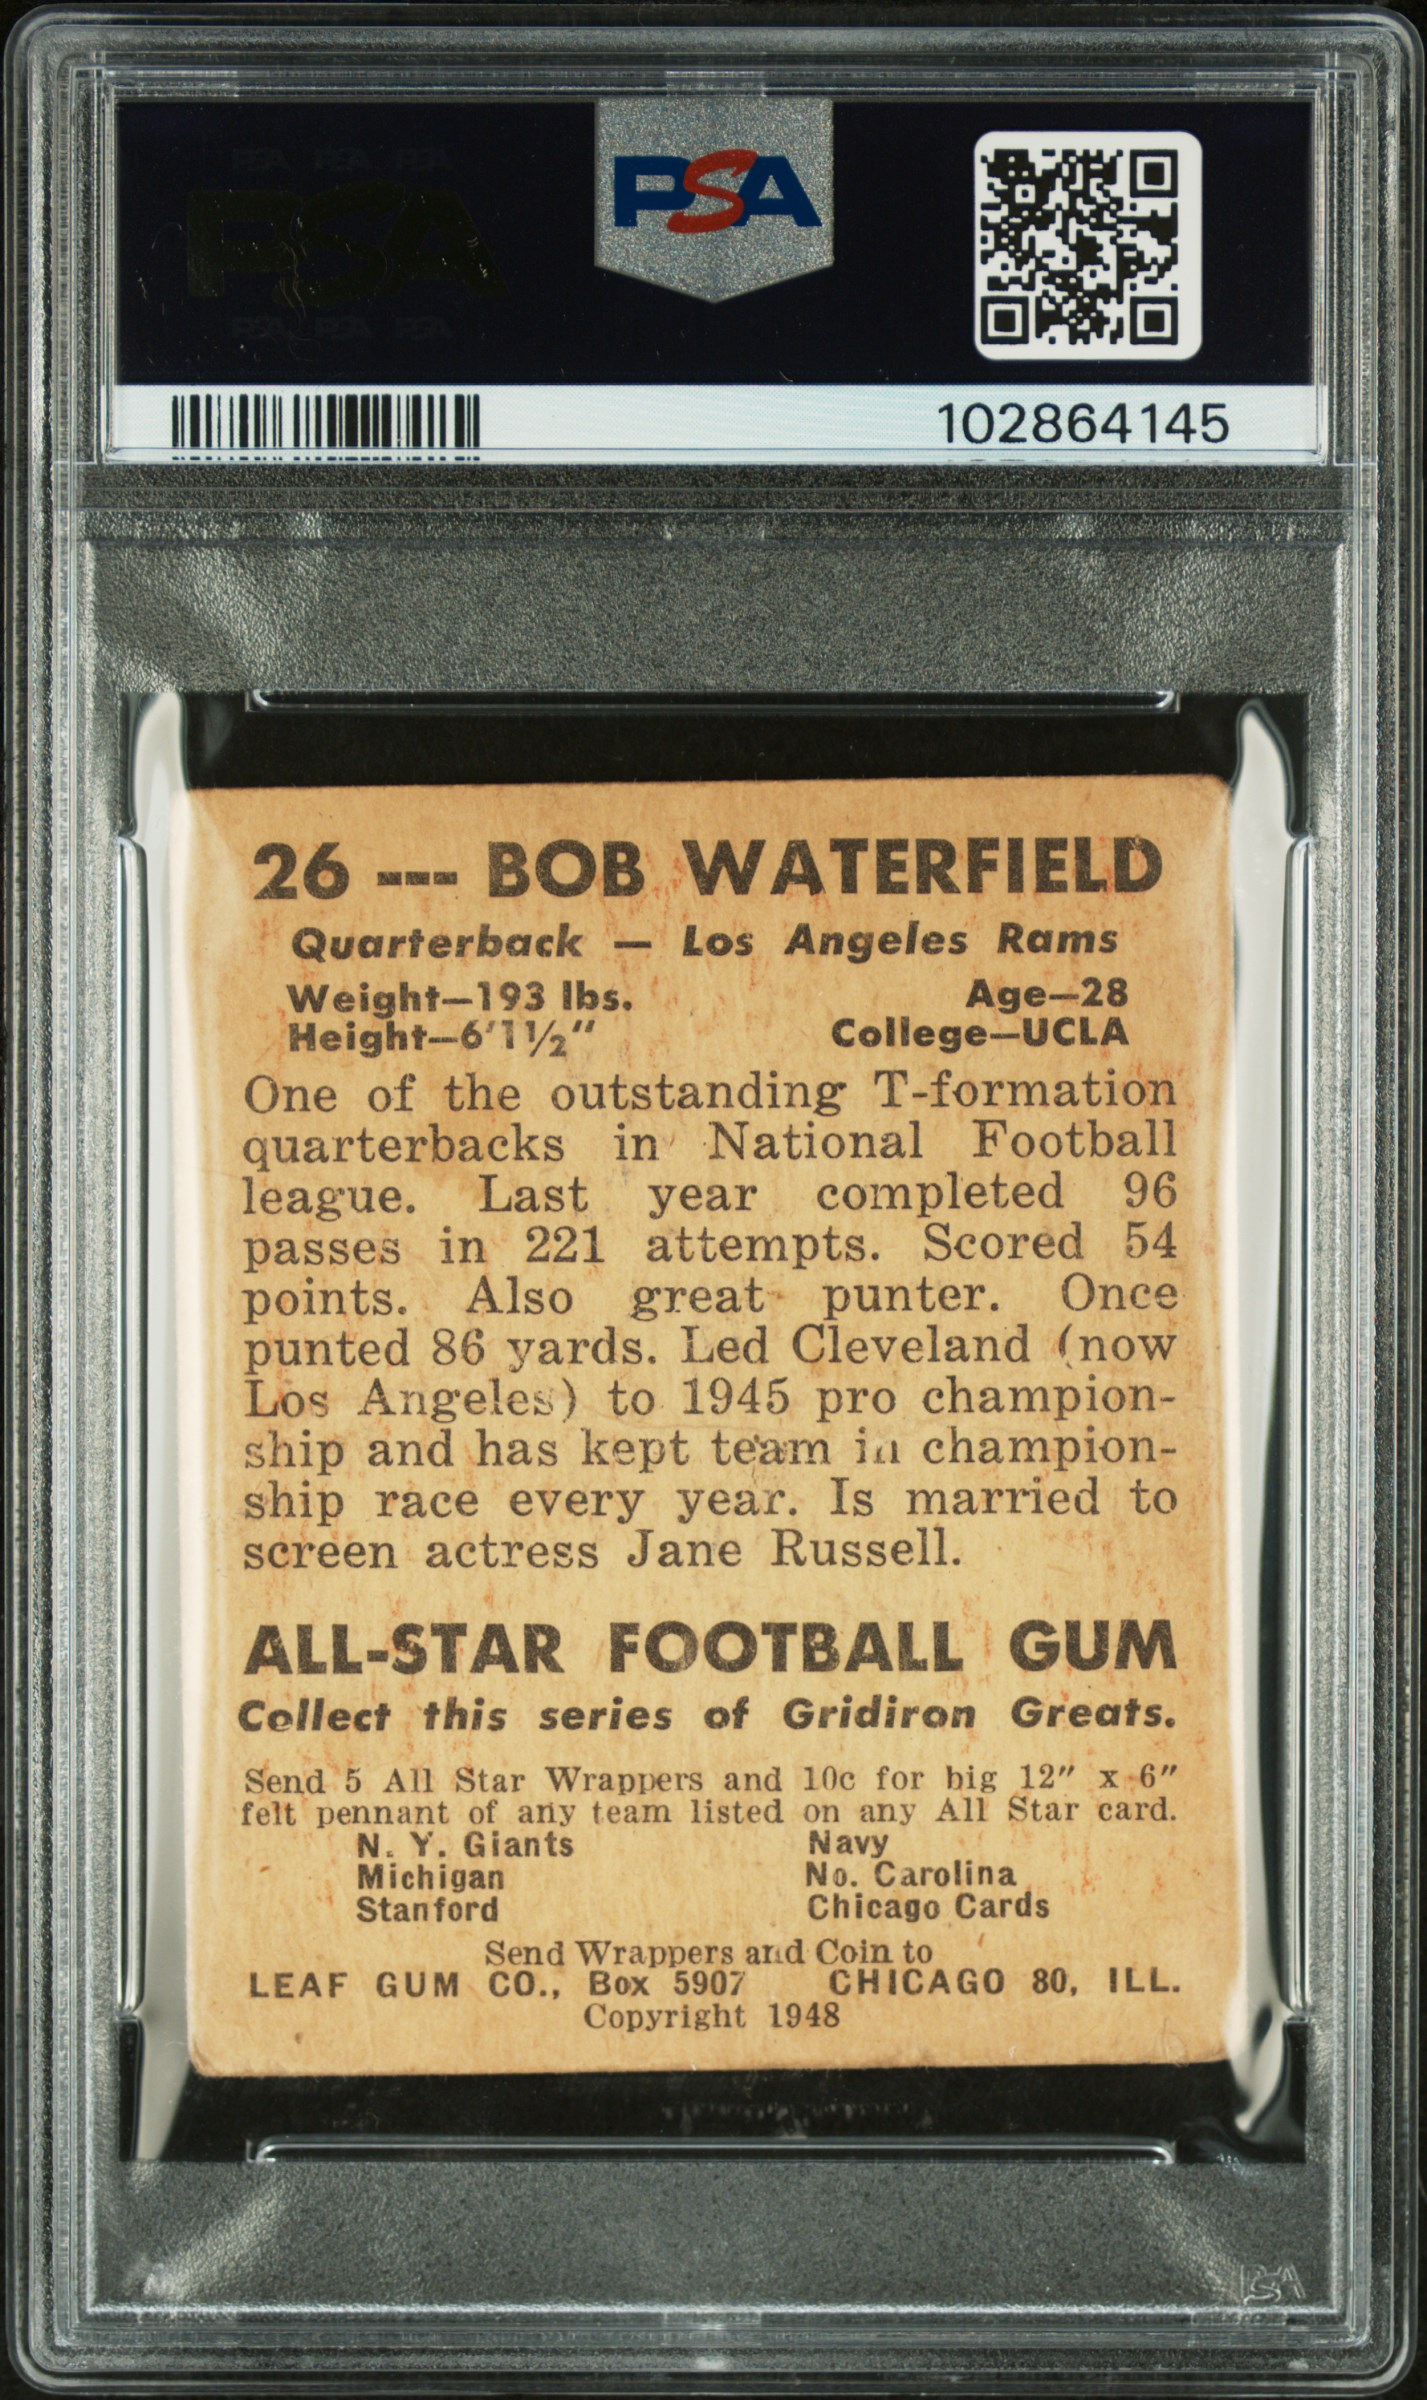 PSA
102864145
26 --- BOB WATERFIELD
Quarterback — Los Angeles Rams
Weight—193 lbs. Age—28
Height—6'1½" College—UCLA
One of the outstanding T-formation
quarterbacks in National Football
league. Last year completed 96
passes in 221 attempts. Scored 54
points. Also great punter. Once
punted 86 yards. Led Cleveland (now
Los Angeles) to 1945 pro champion-
ship and has kept team in champion-
ship race every year. Is married to
screen actress Jane Russell.
ALL-STAR FOOTBALL GUM
Collect this series of Gridiron Greats.
Send 5 All Star Wrappers and 10c for big 12" x 6"
felt pennant of any team listed on any All Star card.
N. Y. Giants Navy
Michigan No. Carolina
Stanford Chicago Cards
Send Wrappers and Coin to
LEAF GUM CO., Box 5907 CHICAGO 80, ILL.
Copyright 1948
PSA